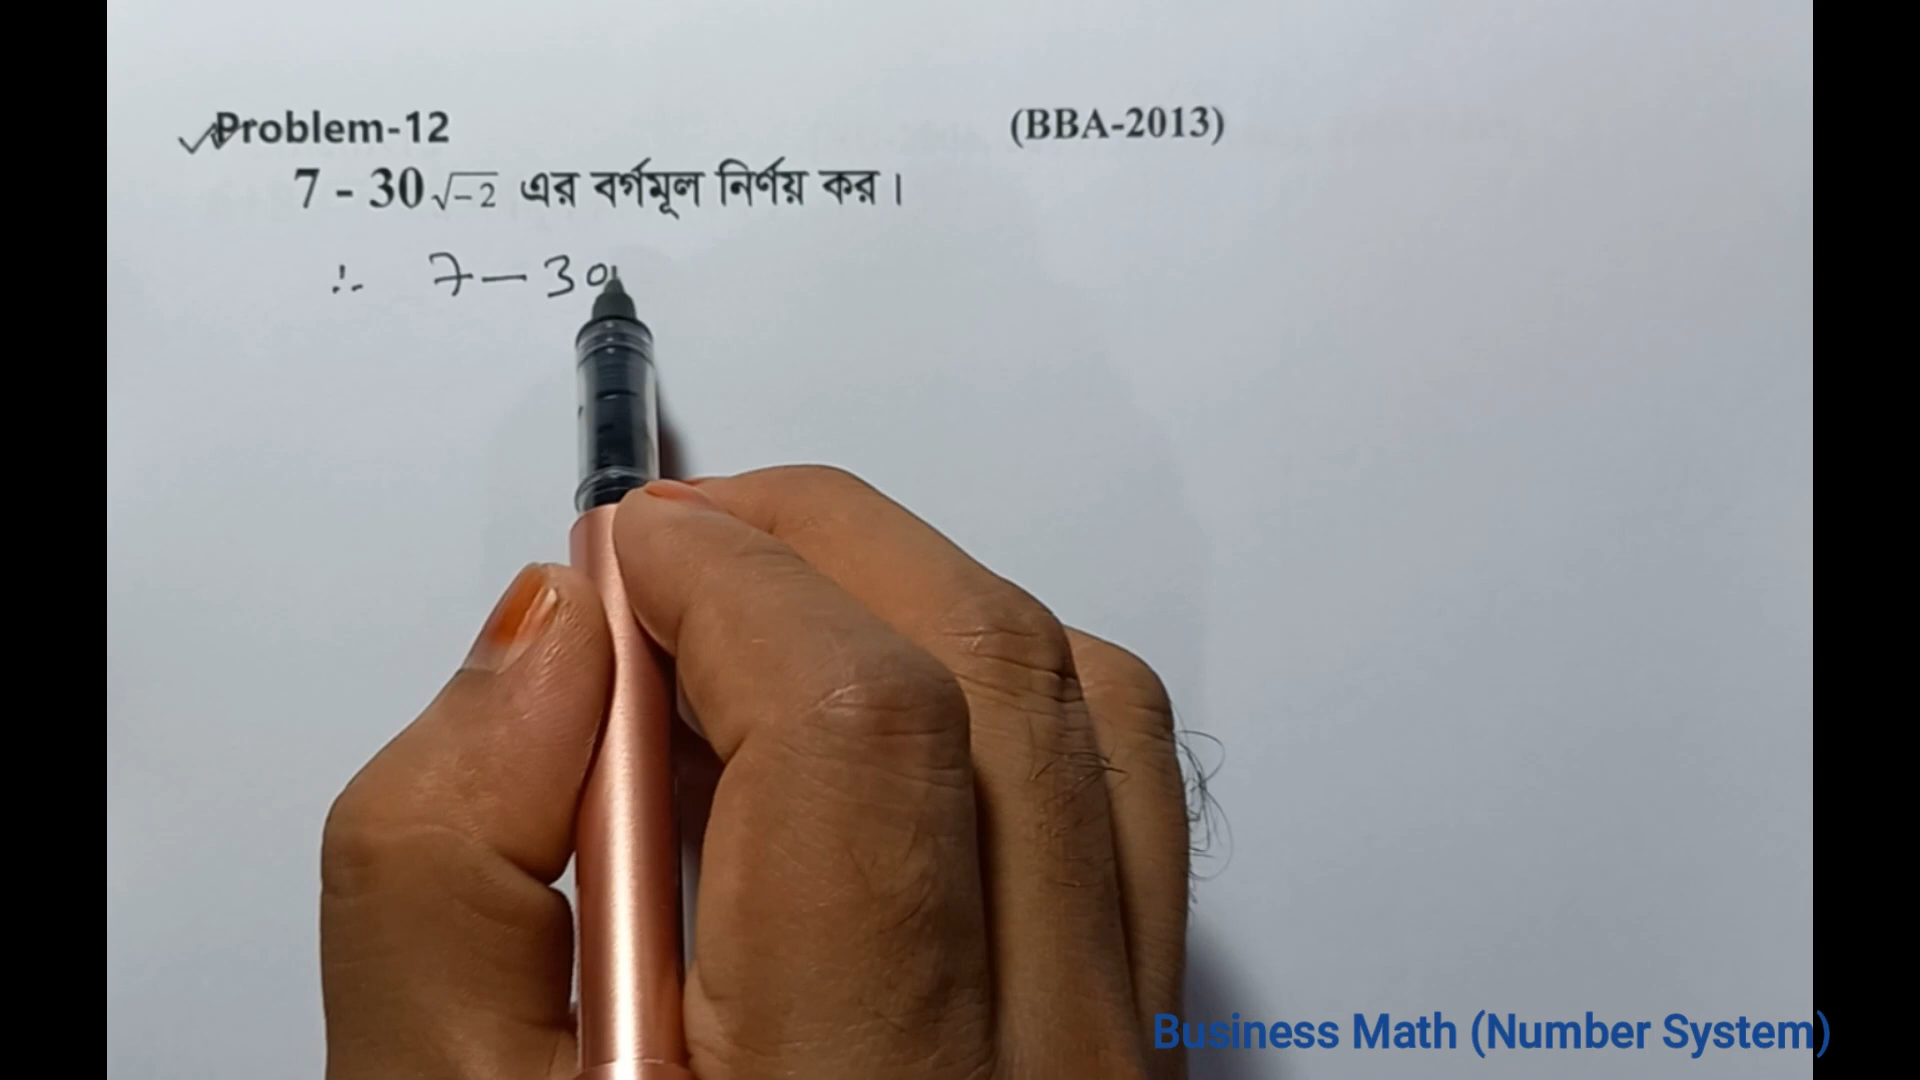 Problem-12 (BBA-2013)
7 - 30√-2 এর বর্গমূল নির্ণয় কর।
∴ 7 - 30
Business Math (Number System)